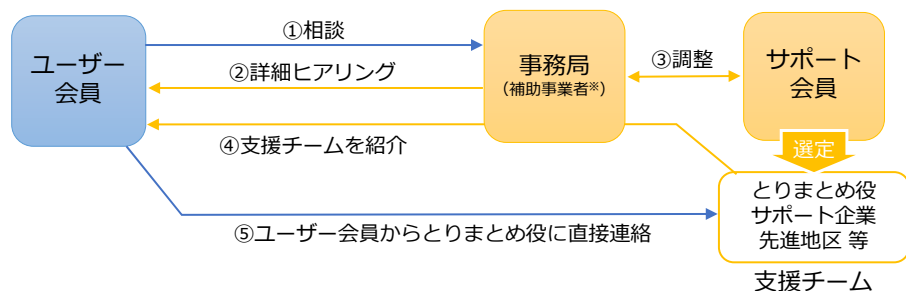 ①相談
ユーザー
会員
②詳細ヒアリング
事務局
(補助事業者※)
③調整
サポート
会員
④支援チームを紹介
選定
とりまとめ役
サポート企業
先進地区 等
⑤ユーザー会員からとりまとめ役に直接連絡
支援チーム